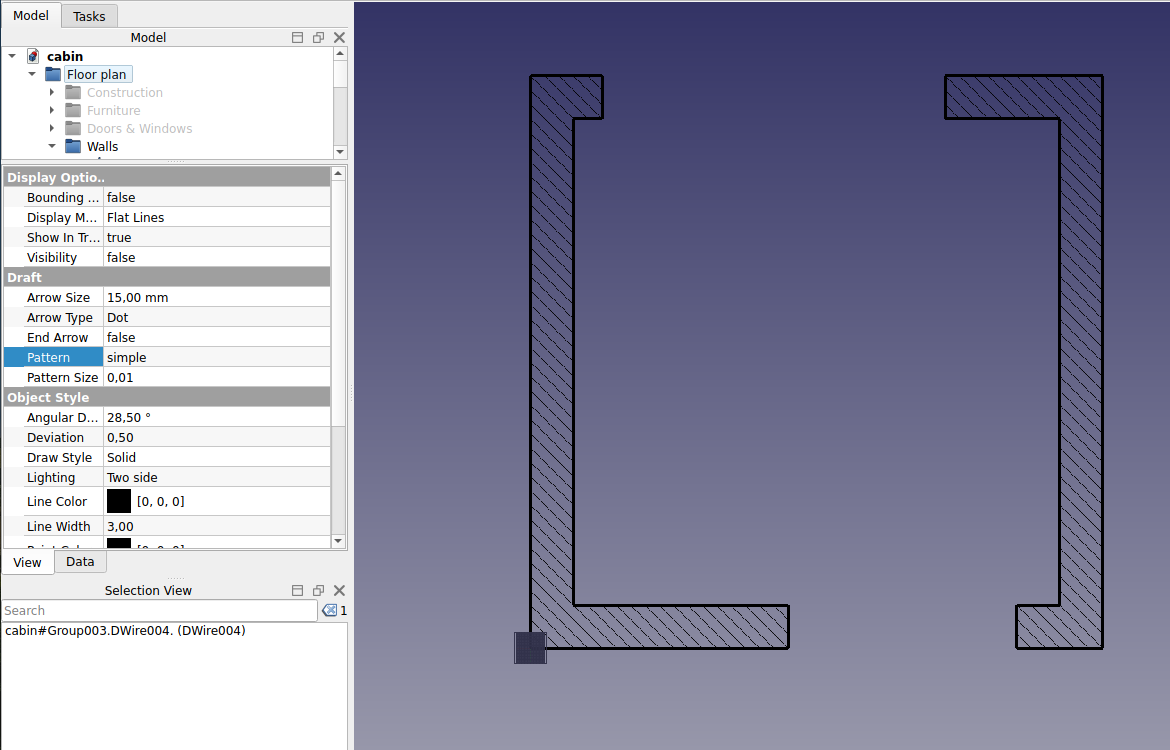 Model Tasks
Model
cabin
Floor plan
Construction
Furniture
Doors & Windows
Walls
Display Optio..
Bounding ... false
Display M... Flat Lines
Show In Tr... true
Visibility false
Draft
Arrow Size 15,00 mm
Arrow Type Dot
End Arrow false
Pattern simple
Pattern Size 0,01
Object Style
Angular D... 28,50 °
Deviation 0,50
Draw Style Solid
Lighting Two side
Line Color [0, 0, 0]
Line Width 3,00
View Data
Selection View
Search 1
cabin#Group003.DWire004. (DWire004)